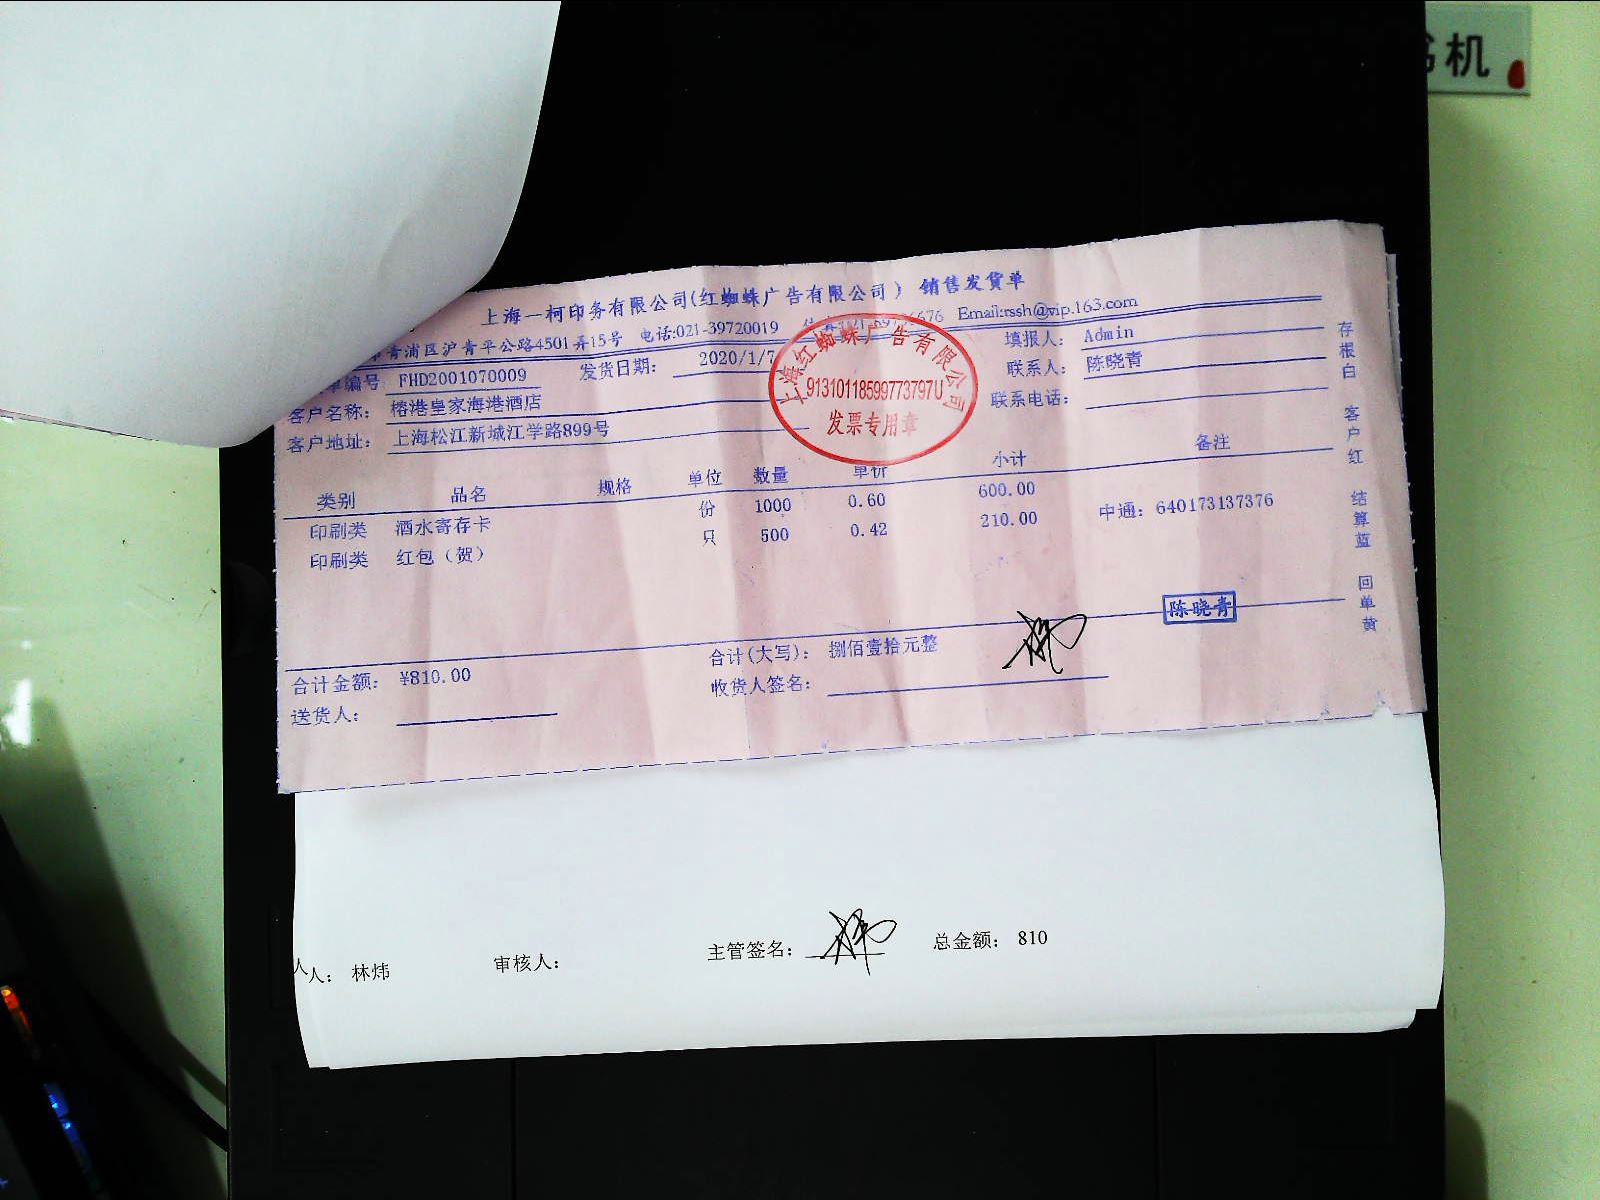 书机
上海一柯印务有限公司(红蜘蛛广告有限公司) 销售发货单
市青浦区沪青平公路4501弄15号 电话:021-39720019 Email:rssh@vip.163.com
单编号 FHD2001070009 发货日期: 2020/1/7 填报人: Admin
客户名称: 榕港皇家海港酒店 联系人: 陈晓青
客户地址: 上海松江新城江学路899号 联系电话:
上海红蜘蛛广告有限公司
91310118599773797U
发票专用章
类别 品名 规格 单位 数量 单价 小计 备注
印刷类 酒水寄存卡 份 1000 0.60 600.00 中通: 640173137376
印刷类 红包(贺) 只 500 0.42 210.00
合计金额: ¥810.00 合计(大写): 捌佰壹拾元整 陈晓青
送货人: 收货人签名:
存根白 客户红 结算蓝 回单黄
人: 林炜 审核人: 主管签名: 总金额: 810